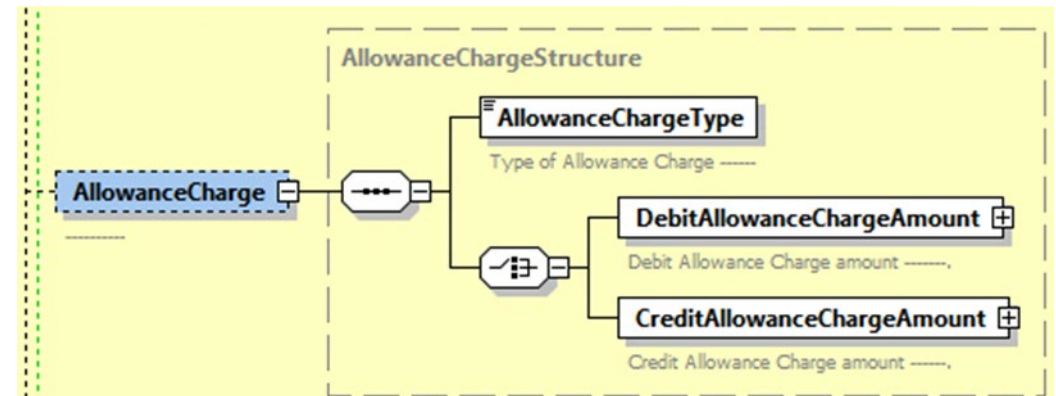 AllowanceChargeStructure
AllowanceChargeType
Type of Allowance Charge ------
AllowanceCharge
----------
DebitAllowanceChargeAmount
Debit Allowance Charge amount -------.
CreditAllowanceChargeAmount
Credit Allowance Charge amount ------.